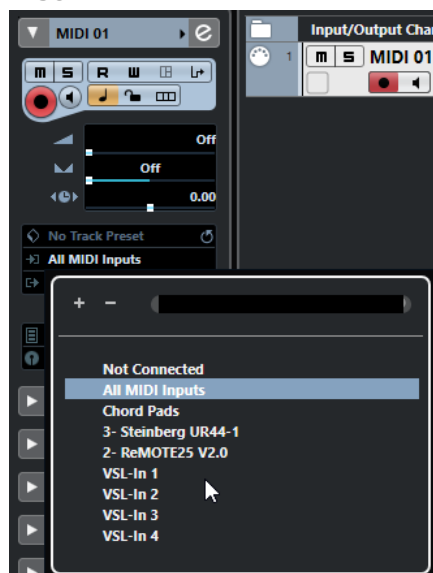 MIDI 01
e
Input/Output Cha
m S R W
1 m S MIDI 01
Off
Off
0.00
No Track Preset
All MIDI Inputs
+ −
Not Connected
All MIDI Inputs
Chord Pads
3- Steinberg UR44-1
2- ReMOTE25 V2.0
VSL-In 1
VSL-In 2
VSL-In 3
VSL-In 4